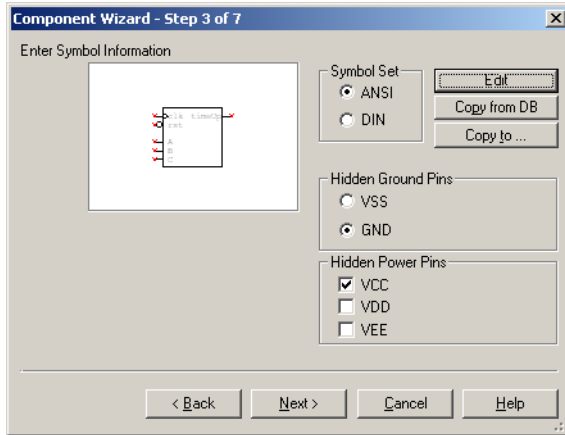 Component Wizard - Step 3 of 7
Enter Symbol Information
clk timeUp
rst
A
B
C
Symbol Set
ANSI
DIN
Edit
Copy from DB
Copy to ...
Hidden Ground Pins
VSS
GND
Hidden Power Pins
VCC
VDD
VEE
< Back
Next >
Cancel
Help